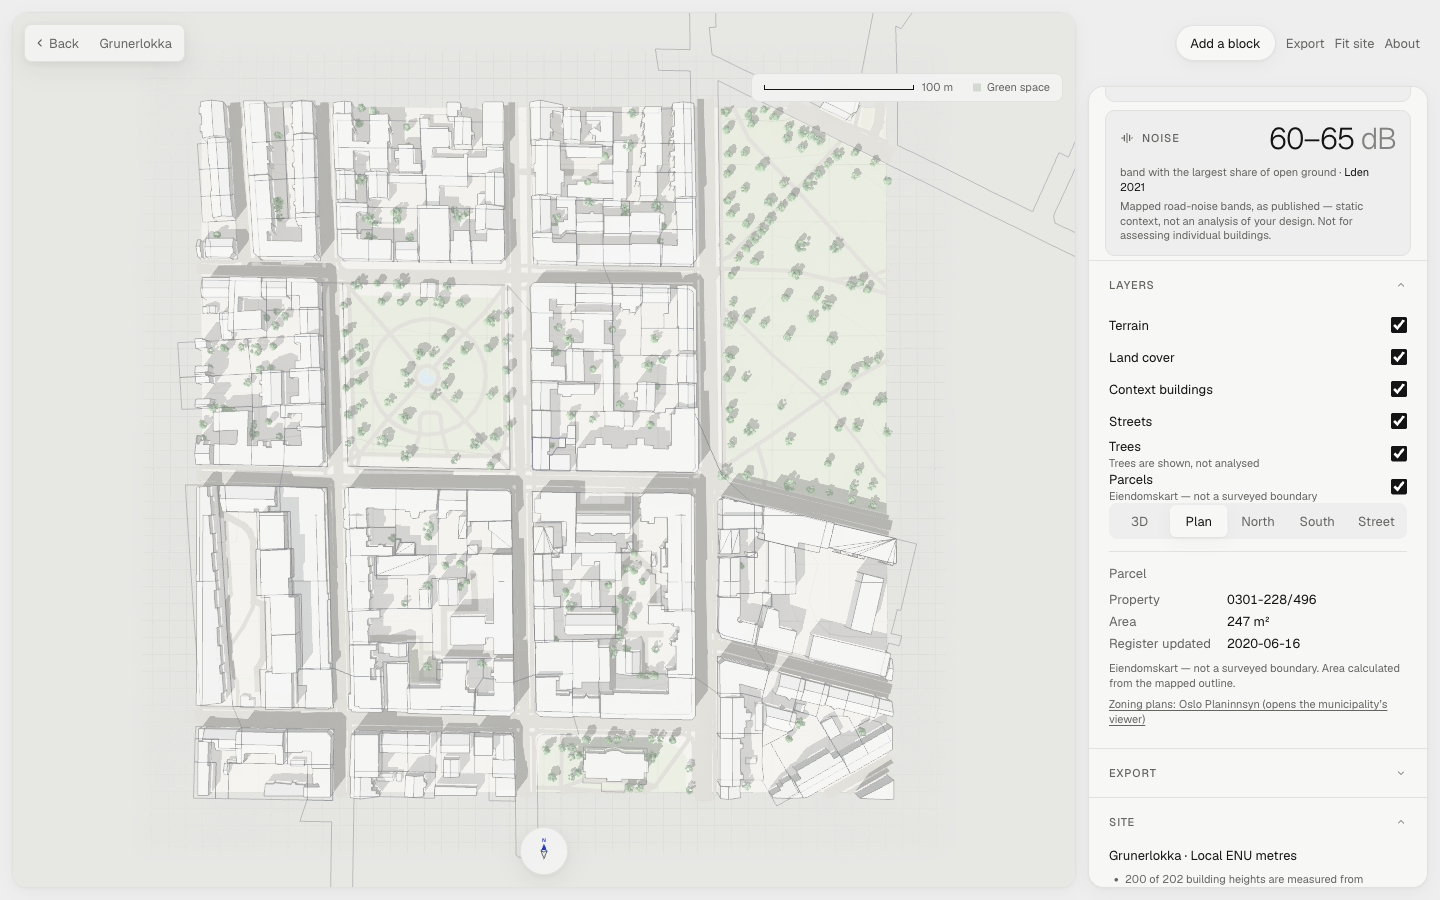 Back Grunerlokka
Add a block Export Fit site About
100 m Green space
NOISE 60–65 dB
band with the largest share of open ground · Lden
2021
Mapped road-noise bands, as published — static
context, not an analysis of your design. Not for
assessing individual buildings.
LAYERS
Terrain
Land cover
Context buildings
Streets
Trees
Trees are shown, not analysed
Parcels
Eiendomskart — not a surveyed boundary
3D Plan North South Street
Parcel
Property 0301-228/496
Area 247 m²
Register updated 2020-06-16
Eiendomskart — not a surveyed boundary. Area calculated
from the mapped outline.
Zoning plans: Oslo Planinnsyn (opens the municipality's
viewer)
EXPORT
SITE
Grunerlokka · Local ENU metres
• 200 of 202 building heights are measured from
N